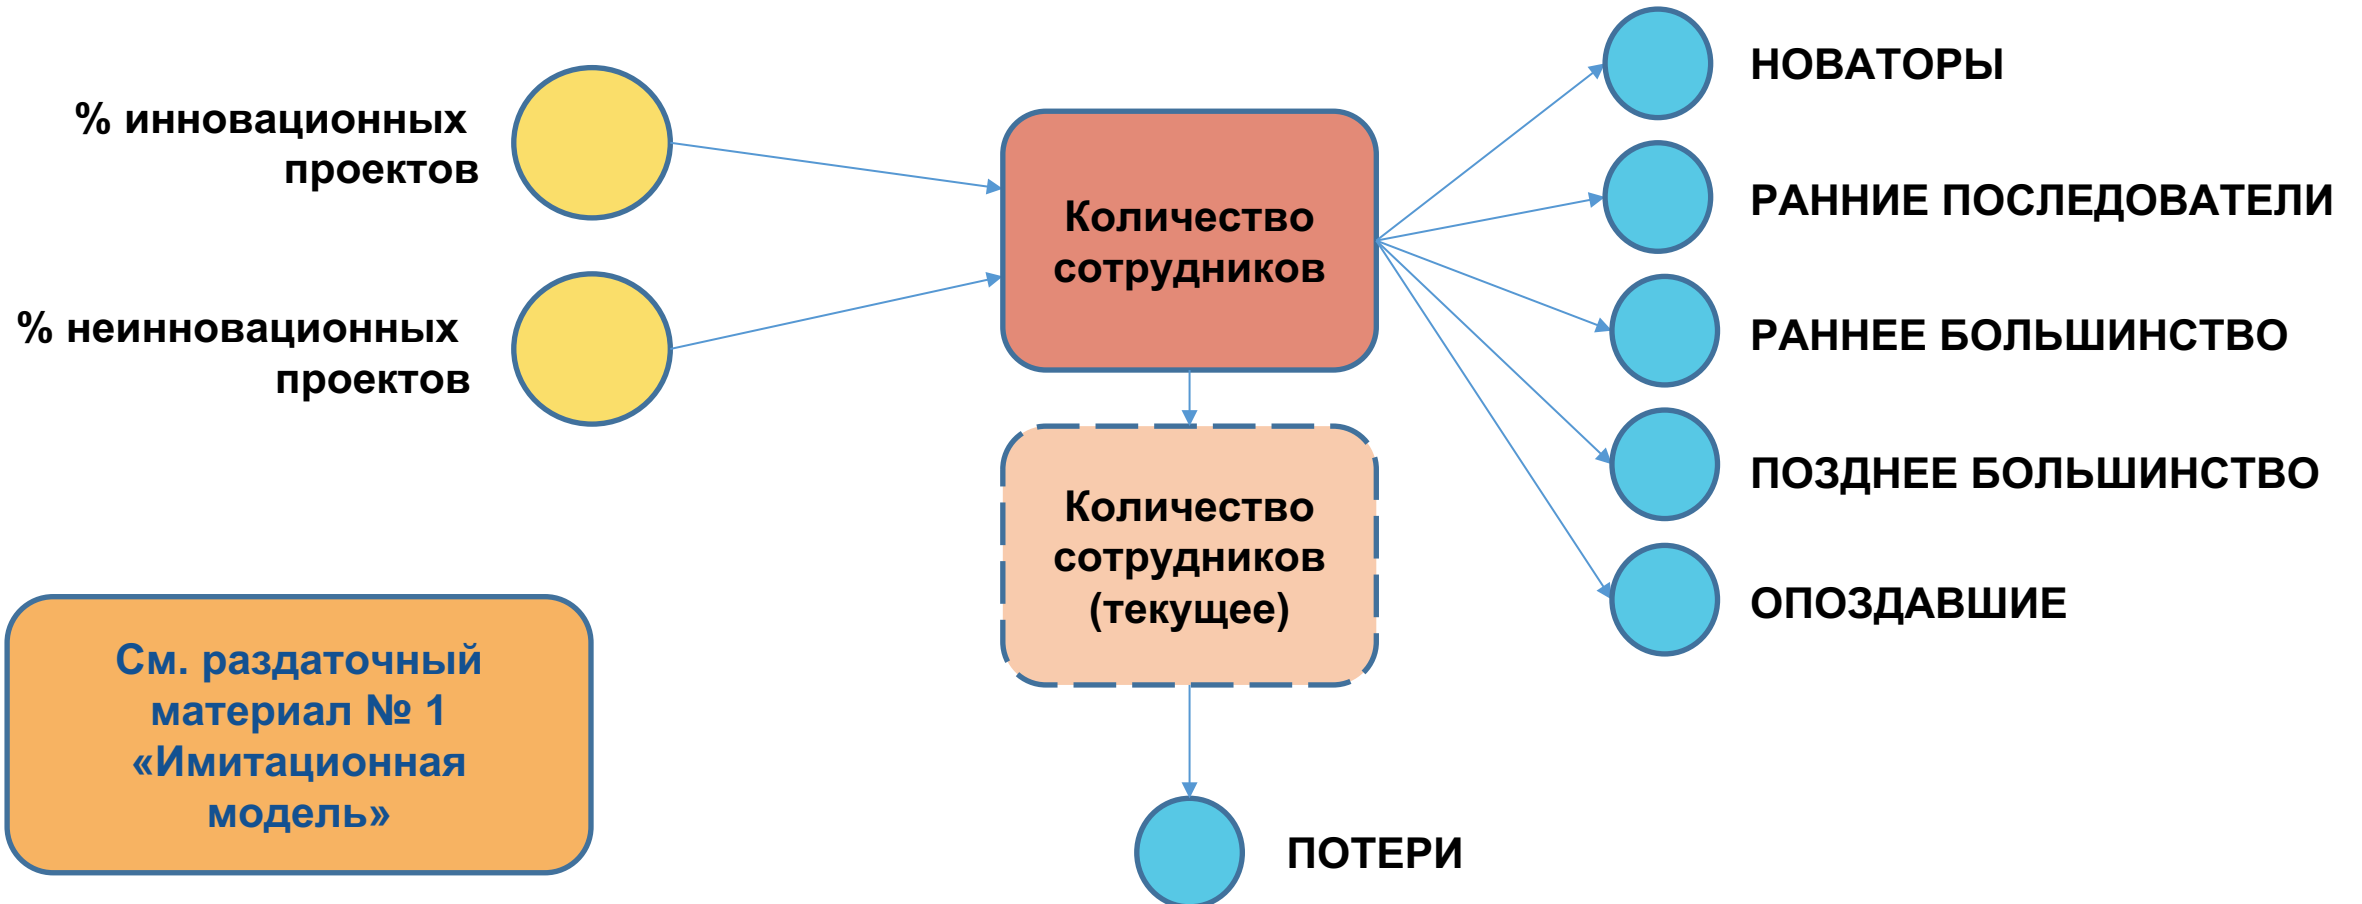 % инновационных
проектов
% неинновационных
проектов
Количество
сотрудников
Количество
сотрудников
(текущее)
НОВАТОРЫ
РАННИЕ ПОСЛЕДОВАТЕЛИ
РАННЕЕ БОЛЬШИНСТВО
ПОЗДНЕЕ БОЛЬШИНСТВО
ОПОЗДАВШИЕ
См. раздаточный
материал № 1
«Имитационная
модель»
ПОТЕРИ